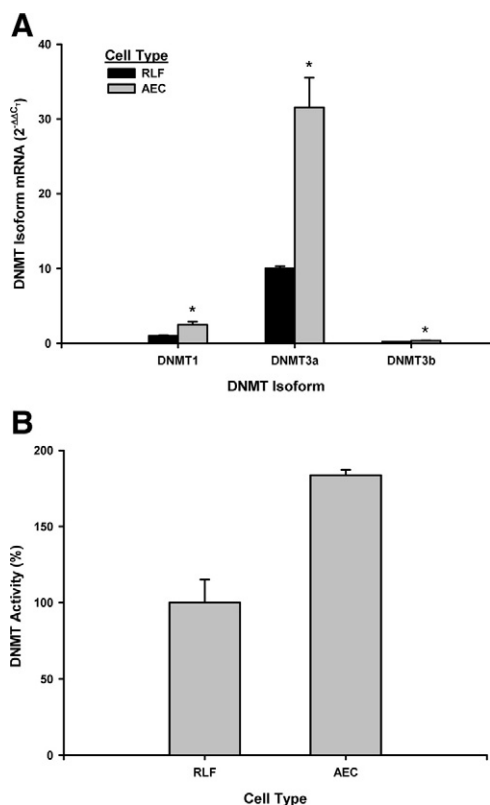 A
DNMT Isoform mRNA (2-ΔΔCT)
40
30
20
10
0
Cell Type
RLF
AEC
*
*
*
DNMT1
DNMT3a
DNMT3b
DNMT Isoform
B
DNMT Activity (%)
200
150
100
50
0
RLF
AEC
Cell Type